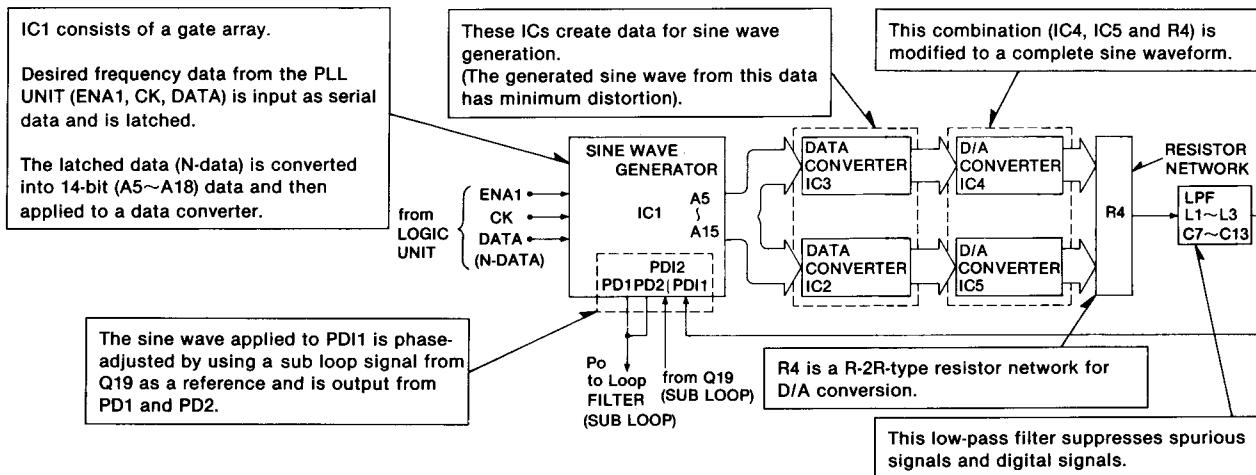 IC1 consists of a gate array.
Desired frequency data from the PLL
UNIT (ENA1, CK, DATA) is input as serial
data and is latched.
The latched data (N-data) is converted
into 14-bit (A5~A18) data and then
applied to a data converter.
These ICs create data for sine wave
generation.
(The generated sine wave from this data
has minimum distortion).
This combination (IC4, IC5 and R4) is
modified to a complete sine waveform.
from
LOGIC
UNIT
ENA1
CK
DATA
(N-DATA)
SINE WAVE
GENERATOR
IC1
A5
~
A15
PDI2
PD1
PD2
PDI1
DATA
CONVERTER
IC3
D/A
CONVERTER
IC4
DATA
CONVERTER
IC2
D/A
CONVERTER
IC5
R4
RESISTOR
NETWORK
LPF
L1~L3
C7~C13
The sine wave applied to PDI1 is phase-
adjusted by using a sub loop signal from
Q19 as a reference and is output from
PD1 and PD2.
Po
to Loop
FILTER
(SUB LOOP)
from Q19
(SUB LOOP)
R4 is a R-2R-type resistor network for
D/A conversion.
This low-pass filter suppresses spurious
signals and digital signals.